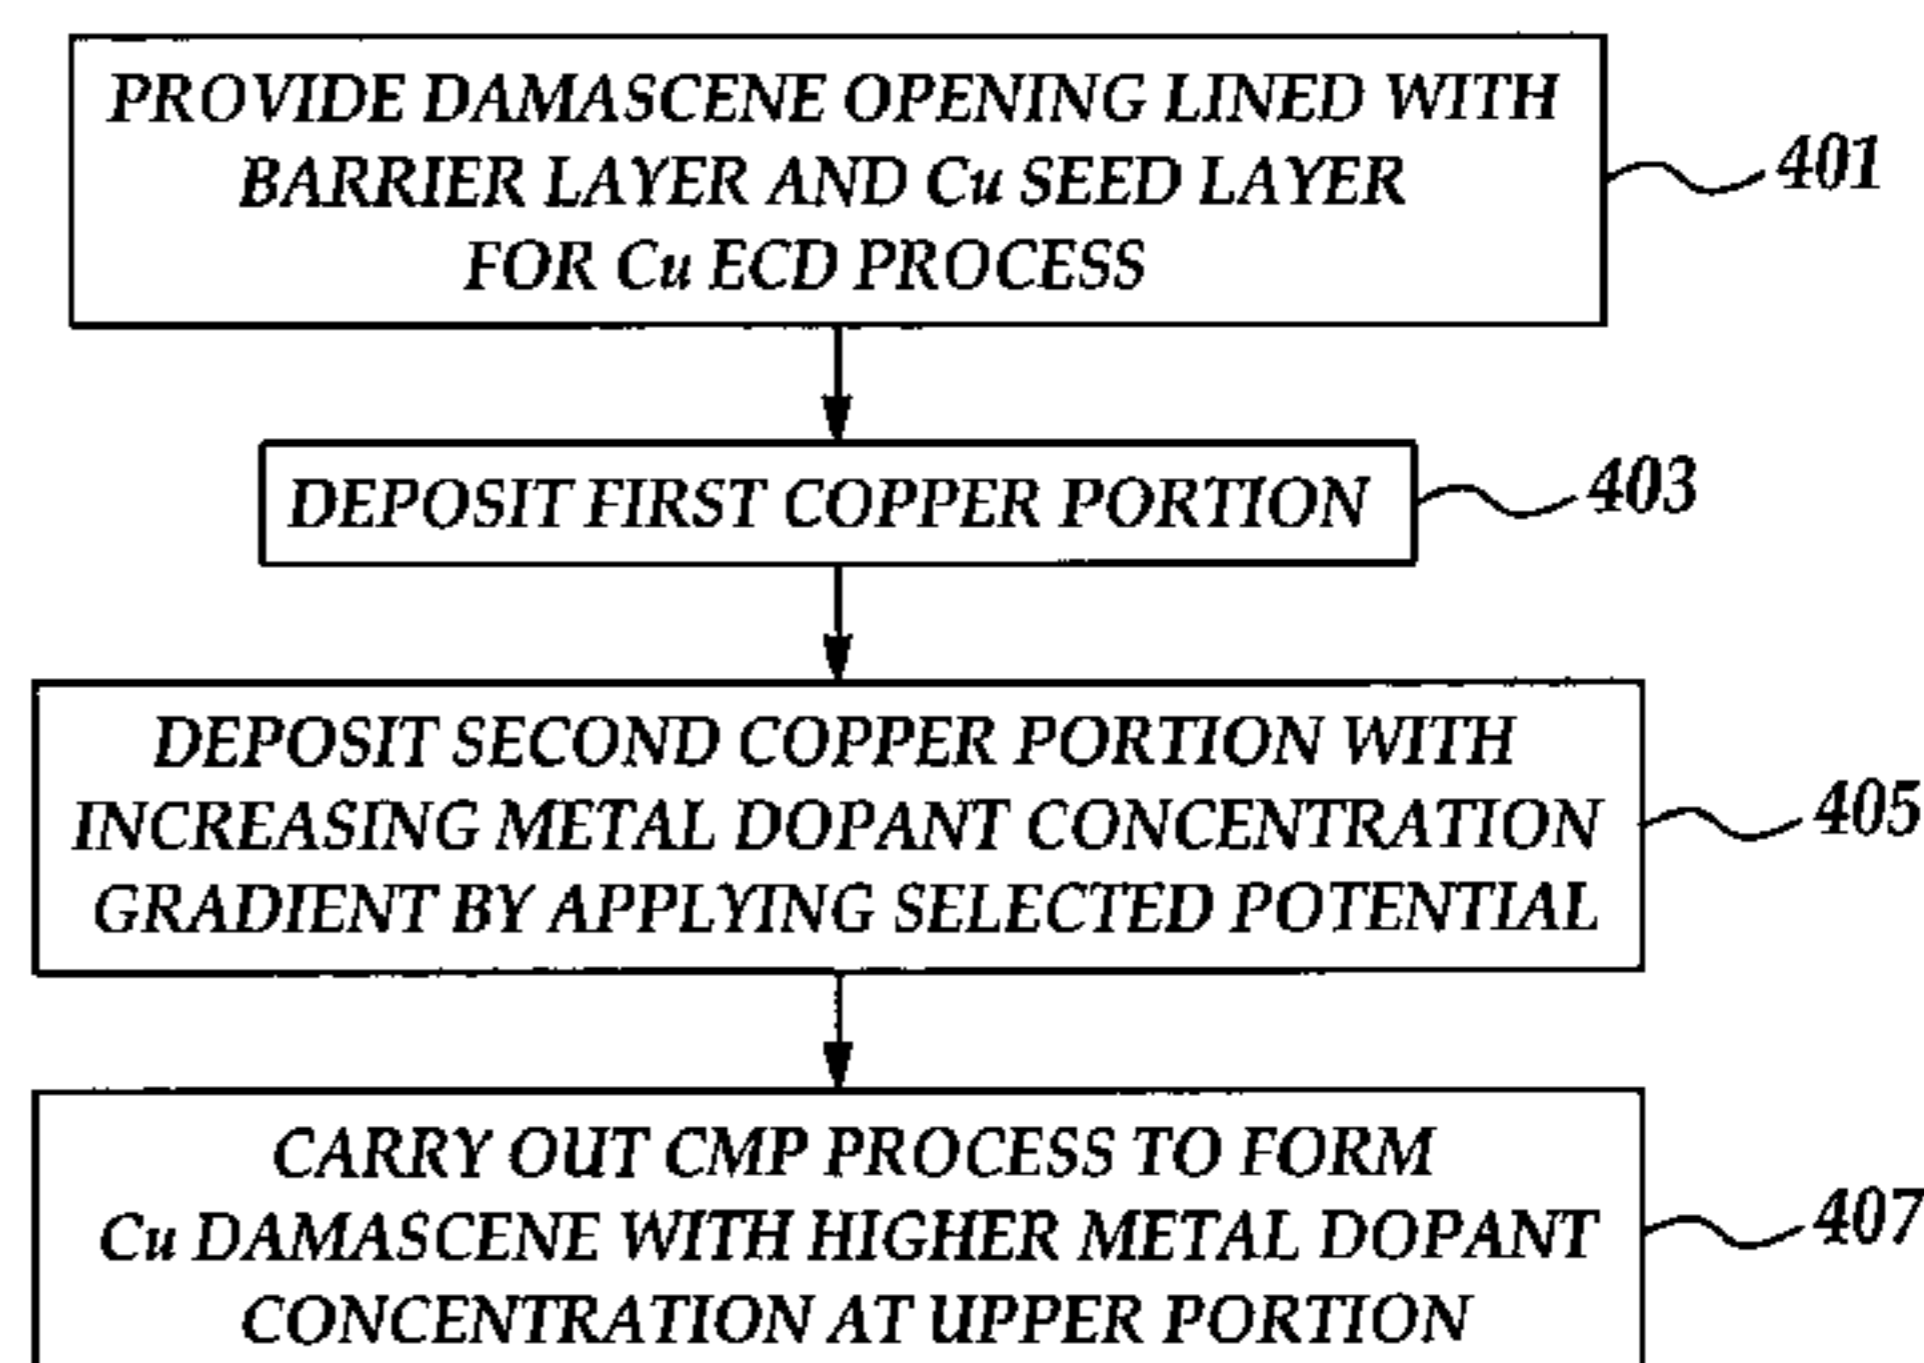 PROVIDE DAMASCENE OPENING LINED WITH
BARRIER LAYER AND Cu SEED LAYER
FOR Cu ECD PROCESS
401
DEPOSIT FIRST COPPER PORTION
403
DEPOSIT SECOND COPPER PORTION WITH
INCREASING METAL DOPANT CONCENTRATION
GRADIENT BY APPLYING SELECTED POTENTIAL
405
CARRY OUT CMP PROCESS TO FORM
Cu DAMASCENE WITH HIGHER METAL DOPANT
CONCENTRATION AT UPPER PORTION
407